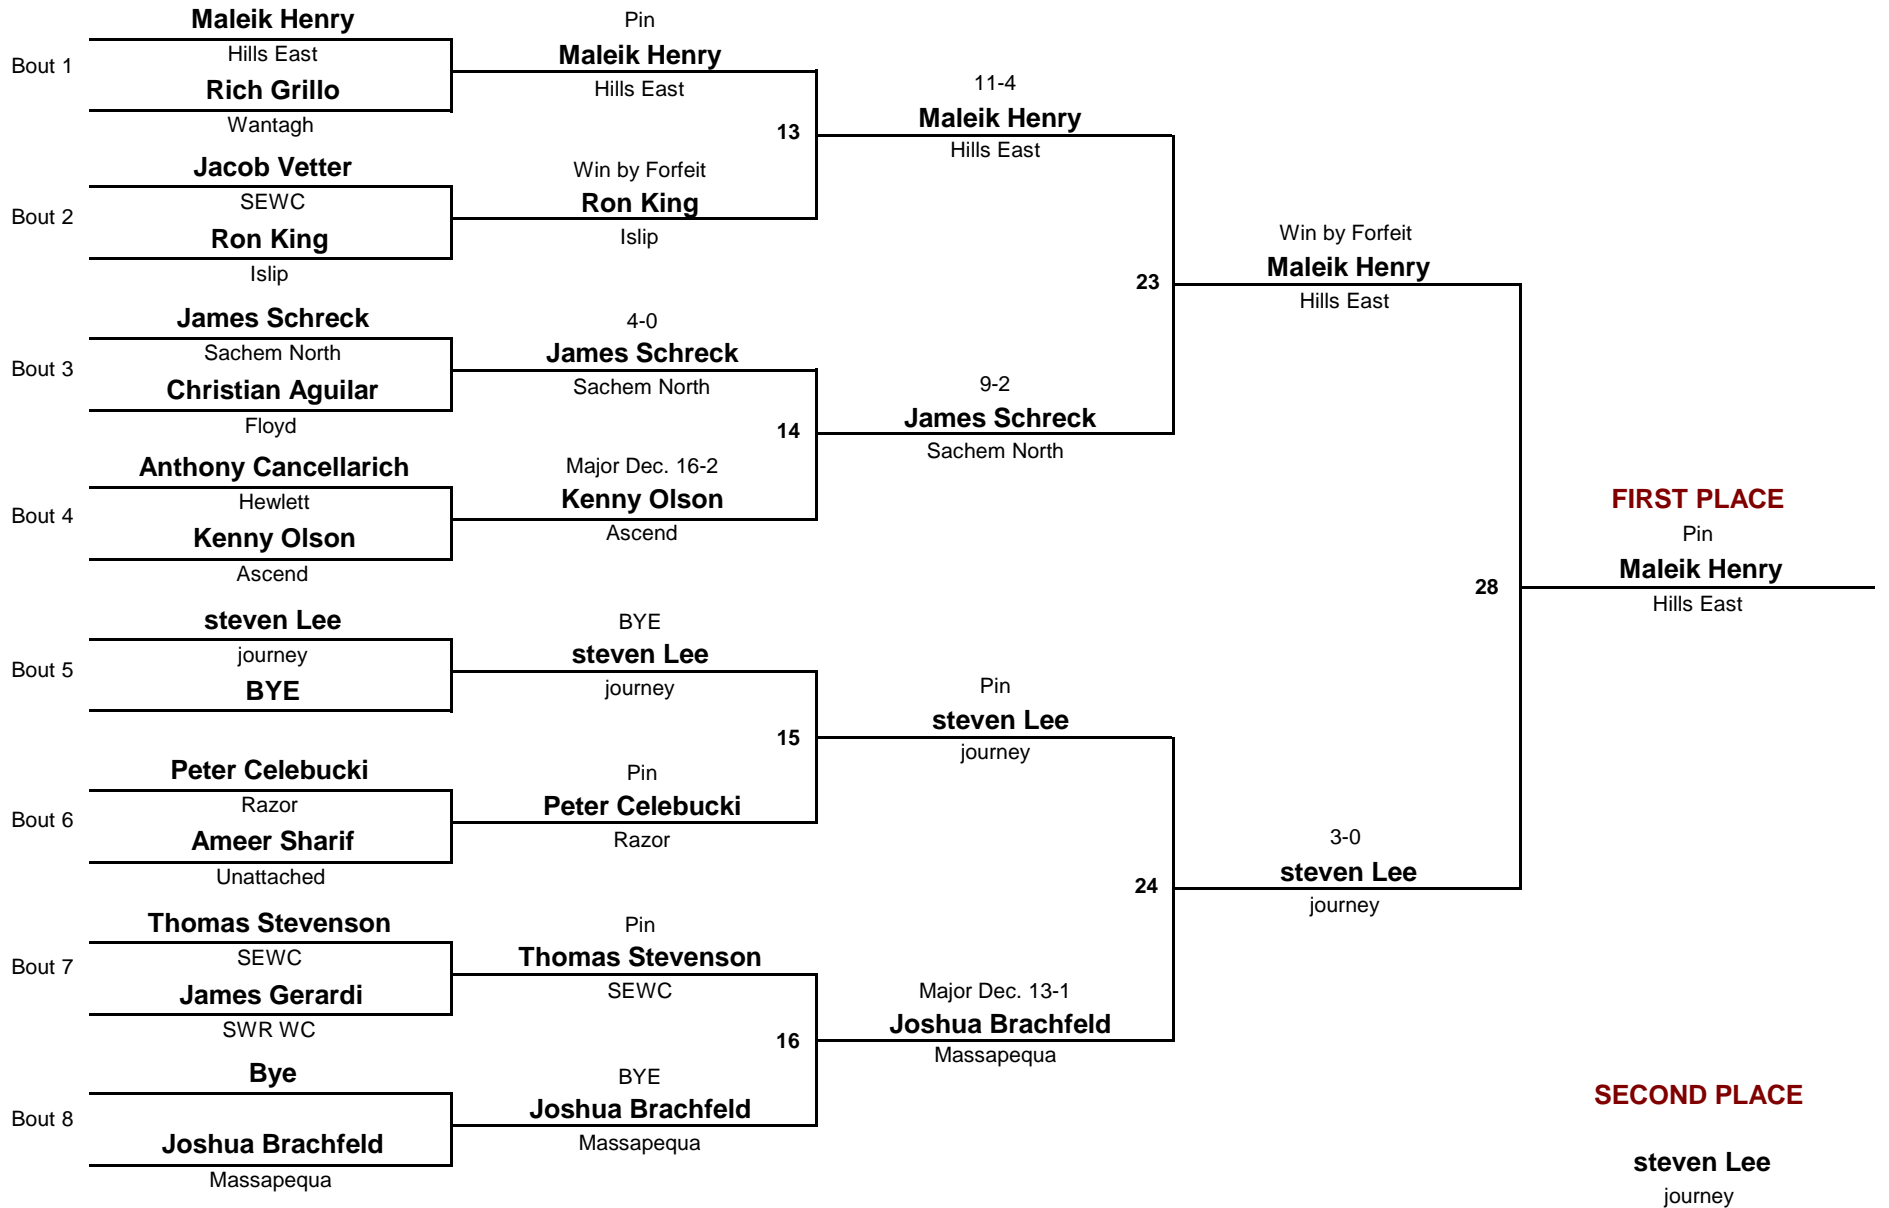 Maleik Henry
Bout 1
Hills East
Rich Grillo
Wantagh
Jacob Vetter
Bout 2
SEWC
Ron King
Islip
James Schreck
Bout 3
Sachem North
Christian Aguilar
Floyd
Anthony Cancellarich
Bout 4
Hewlett
Kenny Olson
Ascend
steven Lee
Bout 5
journey
BYE
Peter Celebucki
Bout 6
Razor
Ameer Sharif
Unattached
Thomas Stevenson
Bout 7
SEWC
James Gerardi
SWR WC
Bye
Bout 8
Joshua Brachfeld
Massapequa
Pin
Maleik Henry
Hills East
13
Win by Forfeit
Ron King
Islip
4-0
James Schreck
Sachem North
14
Major Dec. 16-2
Kenny Olson
Ascend
BYE
steven Lee
journey
15
Pin
Peter Celebucki
Razor
Pin
Thomas Stevenson
SEWC
16
BYE
Joshua Brachfeld
Massapequa
11-4
Maleik Henry
Hills East
23
9-2
James Schreck
Sachem North
Pin
steven Lee
journey
24
Major Dec. 13-1
Joshua Brachfeld
Massapequa
Win by Forfeit
Maleik Henry
Hills East
28
3-0
steven Lee
journey
FIRST PLACE
Pin
Maleik Henry
Hills East
SECOND PLACE
steven Lee
journey